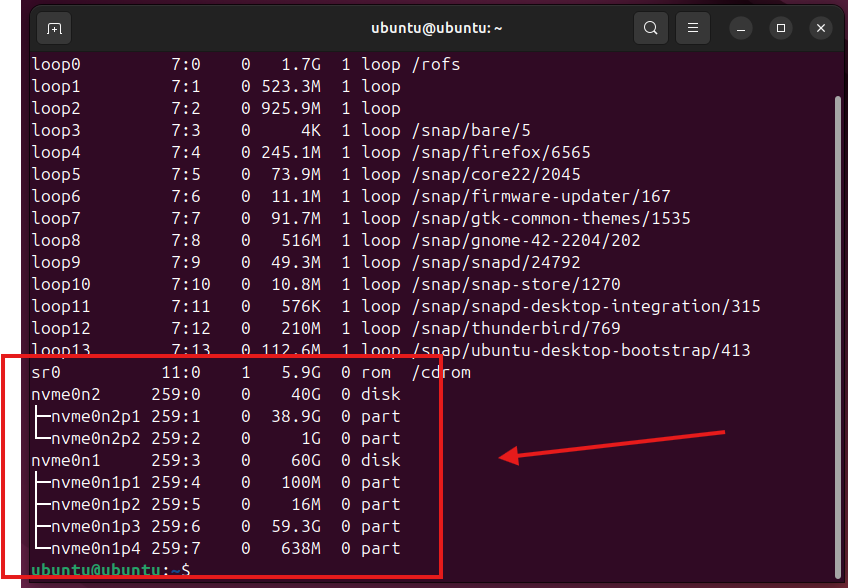 ubuntu@ubuntu: ~
loop0 7:0 0 1.7G 1 loop /rofs
loop1 7:1 0 523.3M 1 loop
loop2 7:2 0 925.9M 1 loop
loop3 7:3 0 4K 1 loop /snap/bare/5
loop4 7:4 0 245.1M 1 loop /snap/firefox/6565
loop5 7:5 0 73.9M 1 loop /snap/core22/2045
loop6 7:6 0 11.1M 1 loop /snap/firmware-updater/167
loop7 7:7 0 91.7M 1 loop /snap/gtk-common-themes/1535
loop8 7:8 0 516M 1 loop /snap/gnome-42-2204/202
loop9 7:9 0 49.3M 1 loop /snap/snapd/24792
loop10 7:10 0 10.8M 1 loop /snap/snap-store/1270
loop11 7:11 0 576K 1 loop /snap/snapd-desktop-integration/315
loop12 7:12 0 210M 1 loop /snap/thunderbird/769
loop13 7:13 0 112.6M 1 loop /snap/ubuntu-desktop-bootstrap/413
sr0 11:0 1 5.9G 0 rom /cdrom
nvme0n2 259:0 0 40G 0 disk
├─nvme0n2p1 259:1 0 38.9G 0 part
└─nvme0n2p2 259:2 0 1G 0 part
nvme0n1 259:3 0 60G 0 disk
├─nvme0n1p1 259:4 0 100M 0 part
├─nvme0n1p2 259:5 0 16M 0 part
├─nvme0n1p3 259:6 0 59.3G 0 part
└─nvme0n1p4 259:7 0 638M 0 part
ubuntu@ubuntu:~$